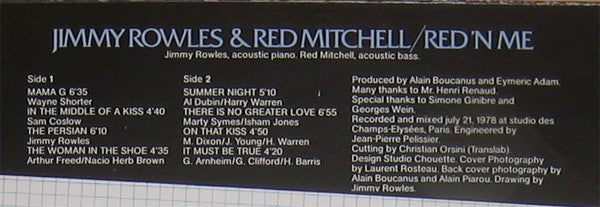 JIMMY ROWLES & RED MITCHELL/RED 'N ME
Jimmy Rowles, acoustic piano. Red Mitchell, acoustic bass.
Side 1
MAMA G 6'35
Wayne Shorter
IN THE MIDDLE OF A KISS 4'40
Sam Coslow
THE PERSIAN 6'10
Jimmy Rowles
THE WOMAN IN THE SHOE 4'35
Arthur Freed/Nacio Herb Brown
Side 2
SUMMER NIGHT 5'10
Al Dubin/Harry Warren
THERE IS NO GREATER LOVE 6'55
Marty Symes/Isham Jones
ON THAT KISS 4'50
M. Dixon/J. Young/H. Warren
IT MUST BE TRUE 4'20
G. Arnheim/G. Clifford/H. Barris
Produced by Alain Boucanus and Eymeric Adam.
Many thanks to Mr. Henri Renaud.
Special thanks to Simone Ginibre and
Georges Wein.
Recorded and mixed july 21, 1978 at studio des
Champs-Elysées, Paris. Engineered by
Jean-Pierre Pelissier
Cutting by Christian Orsini (Translab).
Design Studio Chouette. Cover Photography
by Laurent Rosteau. Back cover photography by
Alain Boucanus and Alain Piarou. Drawing by
Jimmy Rowles.